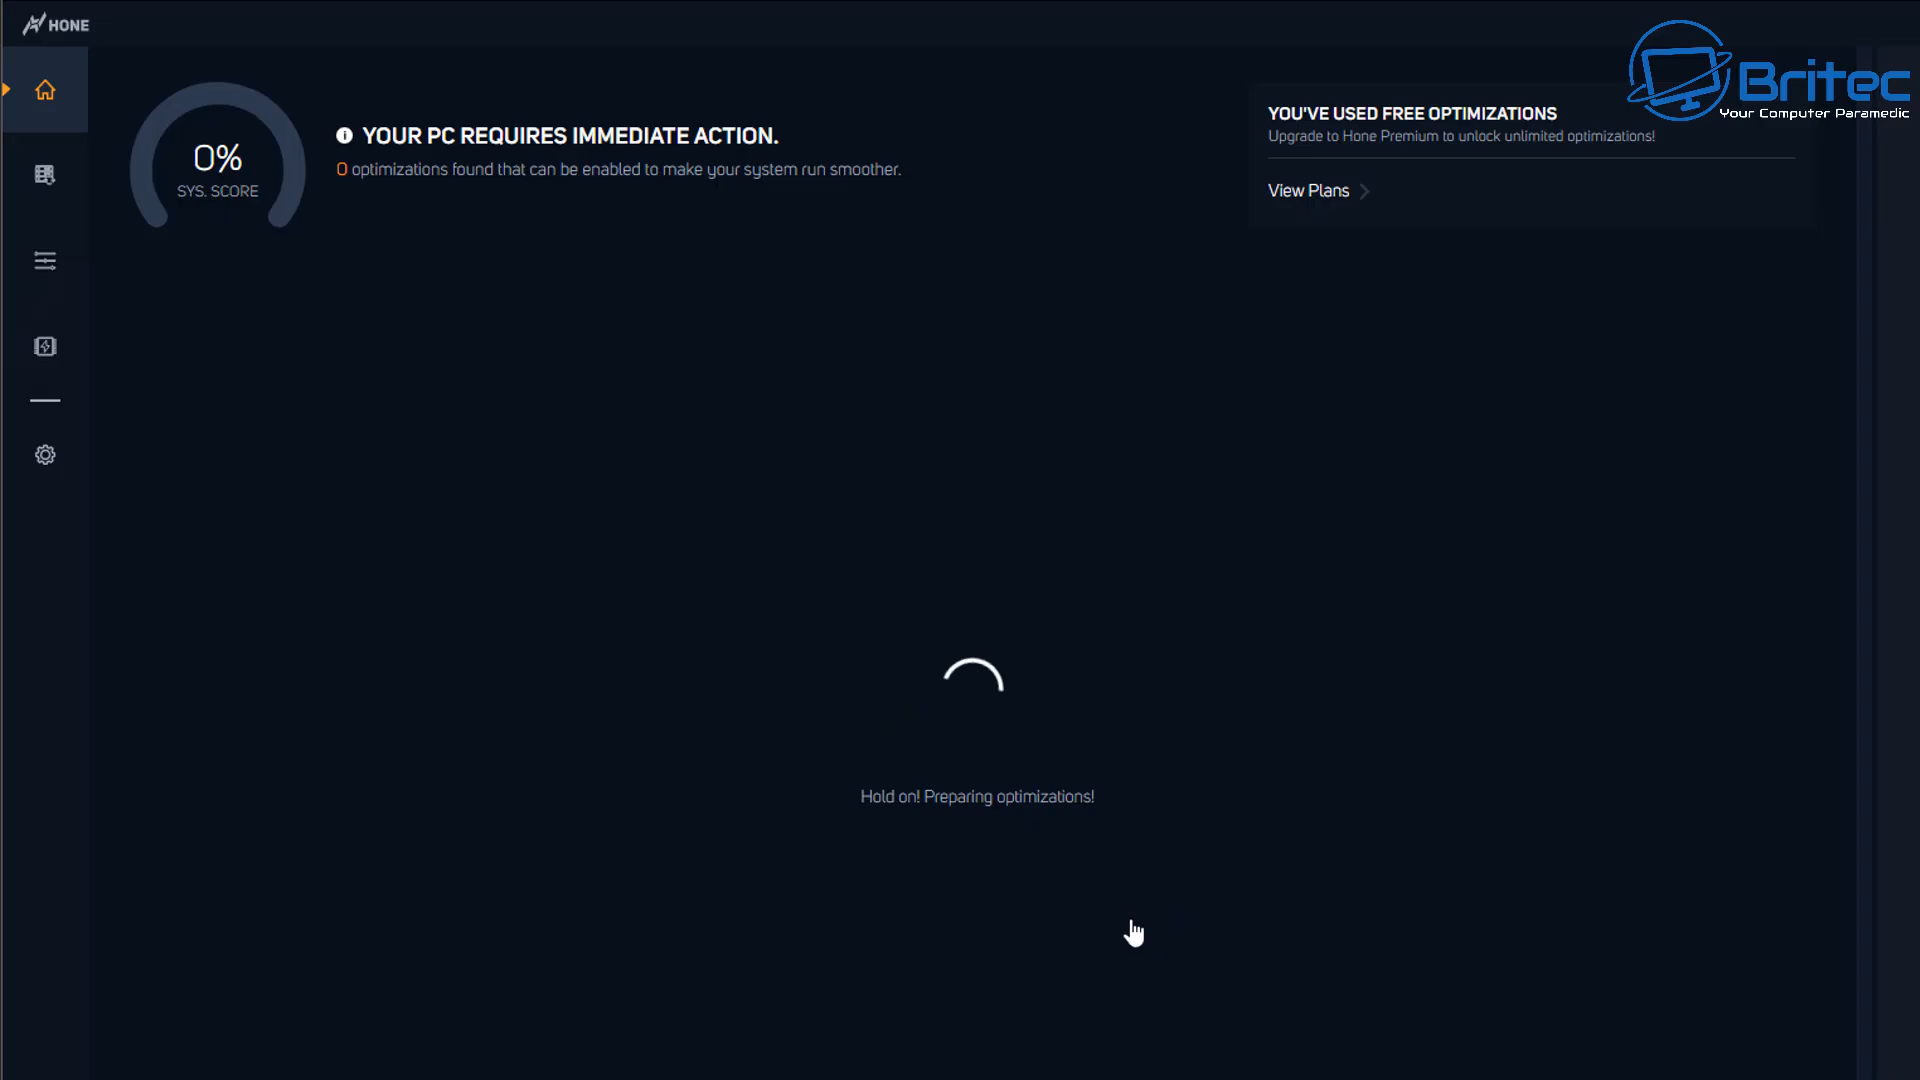 HONE
Britec
Your Computer Paramedic
0%
SYS. SCORE
YOUR PC REQUIRES IMMEDIATE ACTION.
0 optimizations found that can be enabled to make your system run smoother.
YOU'VE USED FREE OPTIMIZATIONS
Upgrade to Hone Premium to unlock unlimited optimizations!
View Plans
Hold on! Preparing optimizations!